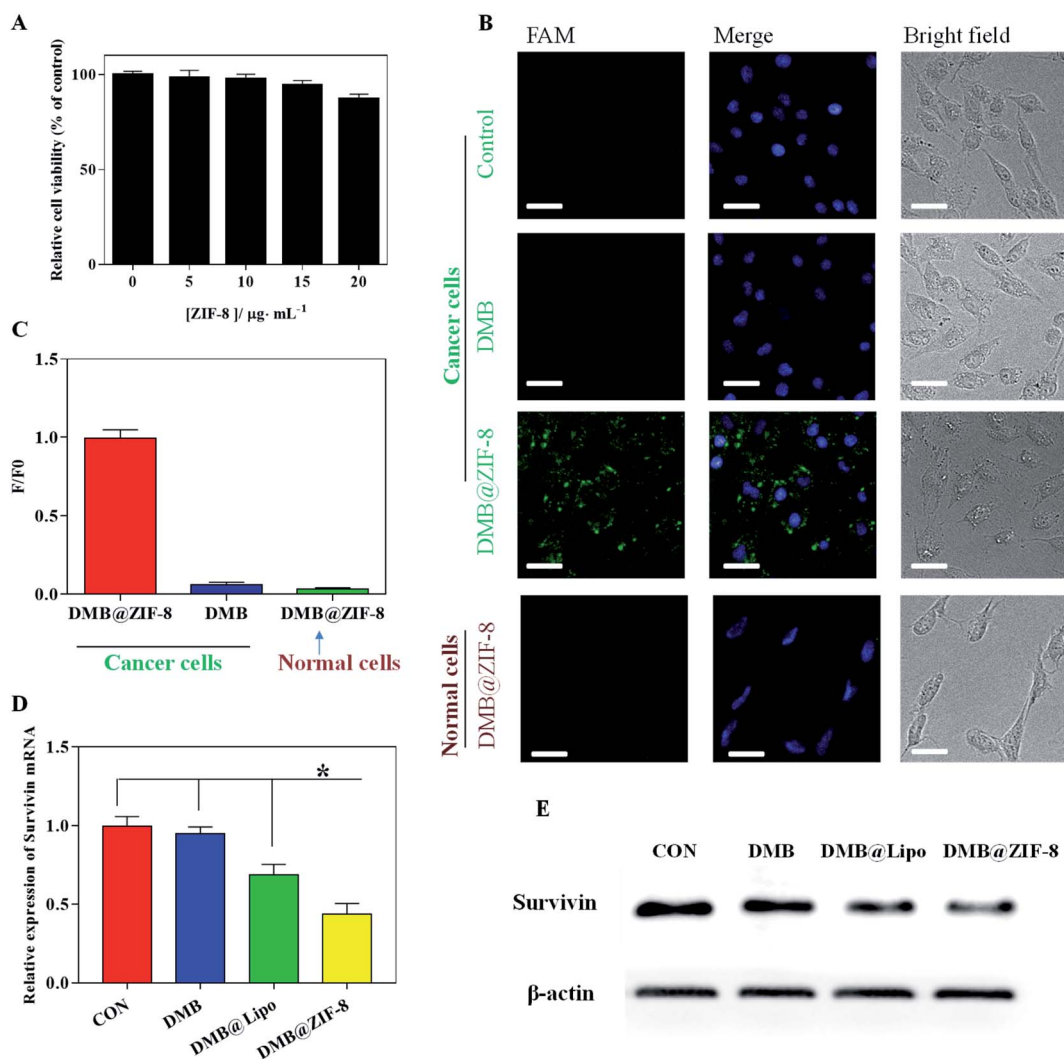 A
Relative cell viability (% of control)
100
50
0
0 5 10 15 20
[ZIF-8 ]/ μg· mL⁻¹
B
FAM Merge Bright field
Cancer cells
Control
DMB
DMB@ZIF-8
Normal cells
DMB@ZIF-8
C
F/F0
1.5
1.0
0.5
0.0
DMB@ZIF-8 DMB DMB@ZIF-8
Cancer cells Normal cells
D
Relative expression of Survivin mRNA
1.5
1.0
0.5
0.0
*
CON DMB DMB@Lipo DMB@ZIF-8
E
CON DMB DMB@Lipo DMB@ZIF-8
Survivin
β-actin